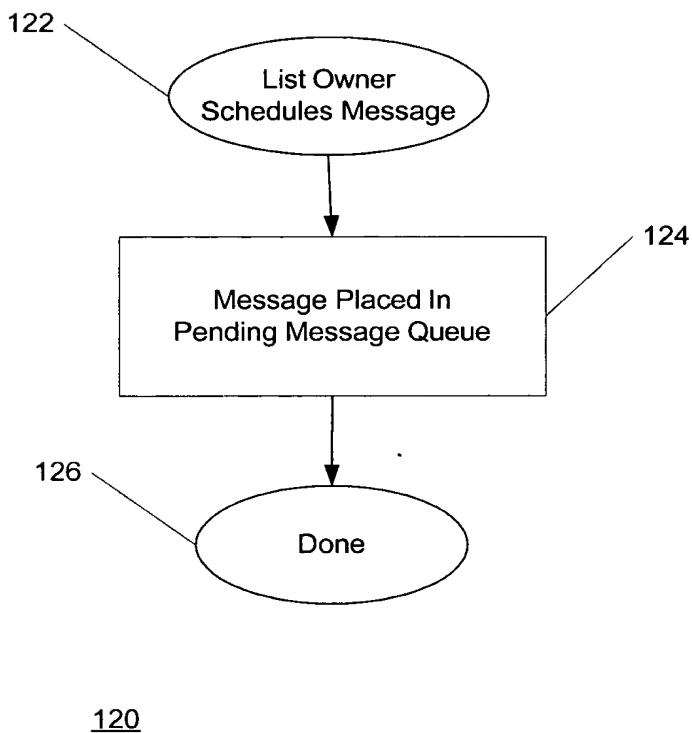 122
List Owner
Schedules Message
124
Message Placed In
Pending Message Queue
126
Done
120